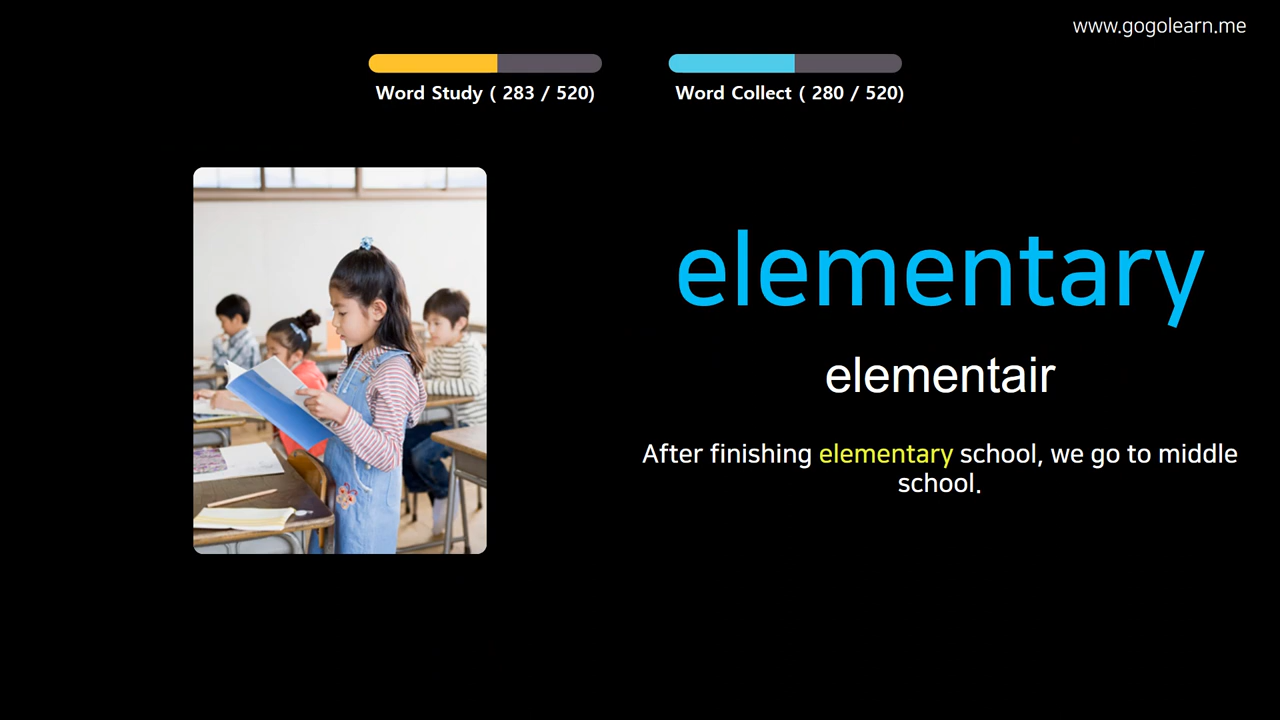 www.gogolearn.me
Word Study ( 283 / 520)
Word Collect ( 280 / 520)
elementary
elementair
After finishing elementary school, we go to middle
school.